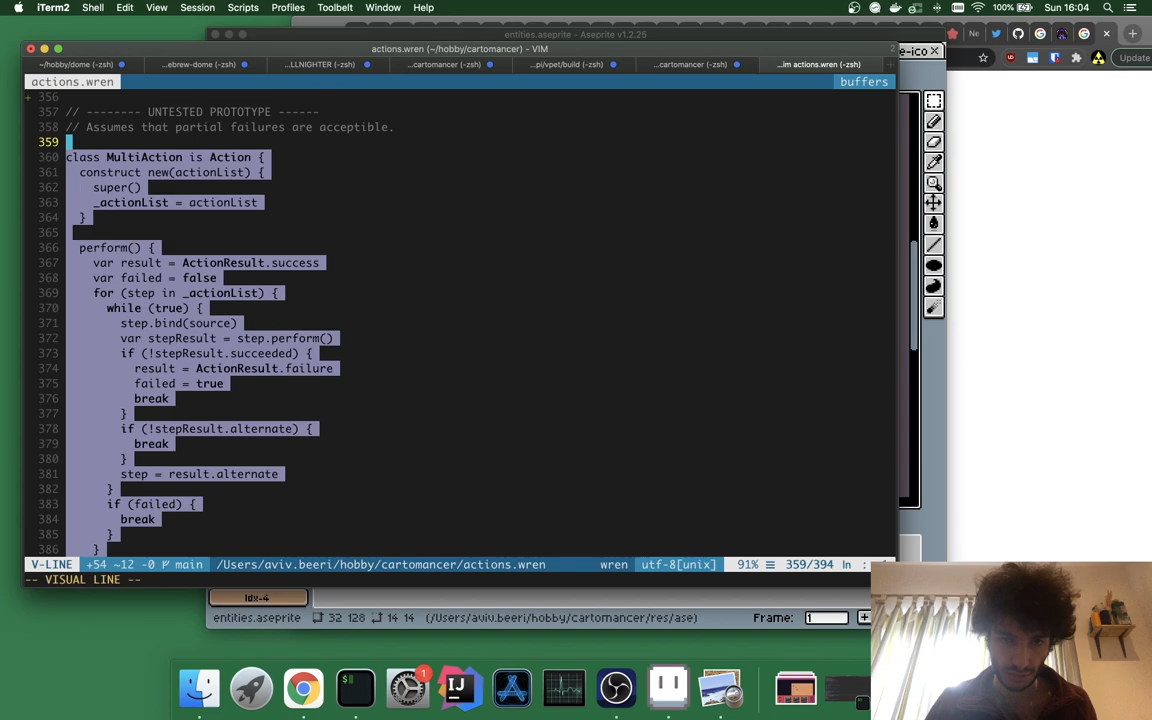 iTerm2 Shell Edit View Session Scripts Profiles Toolbelt Window Help 100% Sun 16:04
entities.aseprite - Aseprite v1.2.25
actions.wren (~/hobby/cartomancer) - VIM
2
~/hobby/dome (-zsh) ...ebrew-dome (-zsh) ...LLNIGHTER (-zsh) ...cartomancer (-zsh) ...pi/vpet/build (-zsh) ...cartomancer (-zsh) ...im actions.wren (-zsh)
Update
actions.wren buffers
+ 356
357 // -------- UNTESTED PROTOTYPE ------
358 // Assumes that partial failures are acceptible.
359
360 class MultiAction is Action {
361 construct new(actionList) {
362 super()
363 _actionList = actionList
364 }
365
366 perform() {
367 var result = ActionResult.success
368 var failed = false
369 for (step in _actionList) {
370 while (true) {
371 step.bind(source)
372 var stepResult = step.perform()
373 if (!stepResult.succeeded) {
374 result = ActionResult.failure
375 failed = true
376 break
377 }
378 if (!stepResult.alternate) {
379 break
380 }
381 step = result.alternate
382 }
383 if (failed) {
384 break
385 }
386 }
V-LINE +54 ~12 -0 main /Users/aviv.beeri/hobby/cartomancer/actions.wren wren utf-8[unix] 91% 359/394 ln :
-- VISUAL LINE --
Idx-4
entities.aseprite 32 128 14 14 (/Users/aviv.beeri/hobby/cartomancer/res/ase) Frame: 1